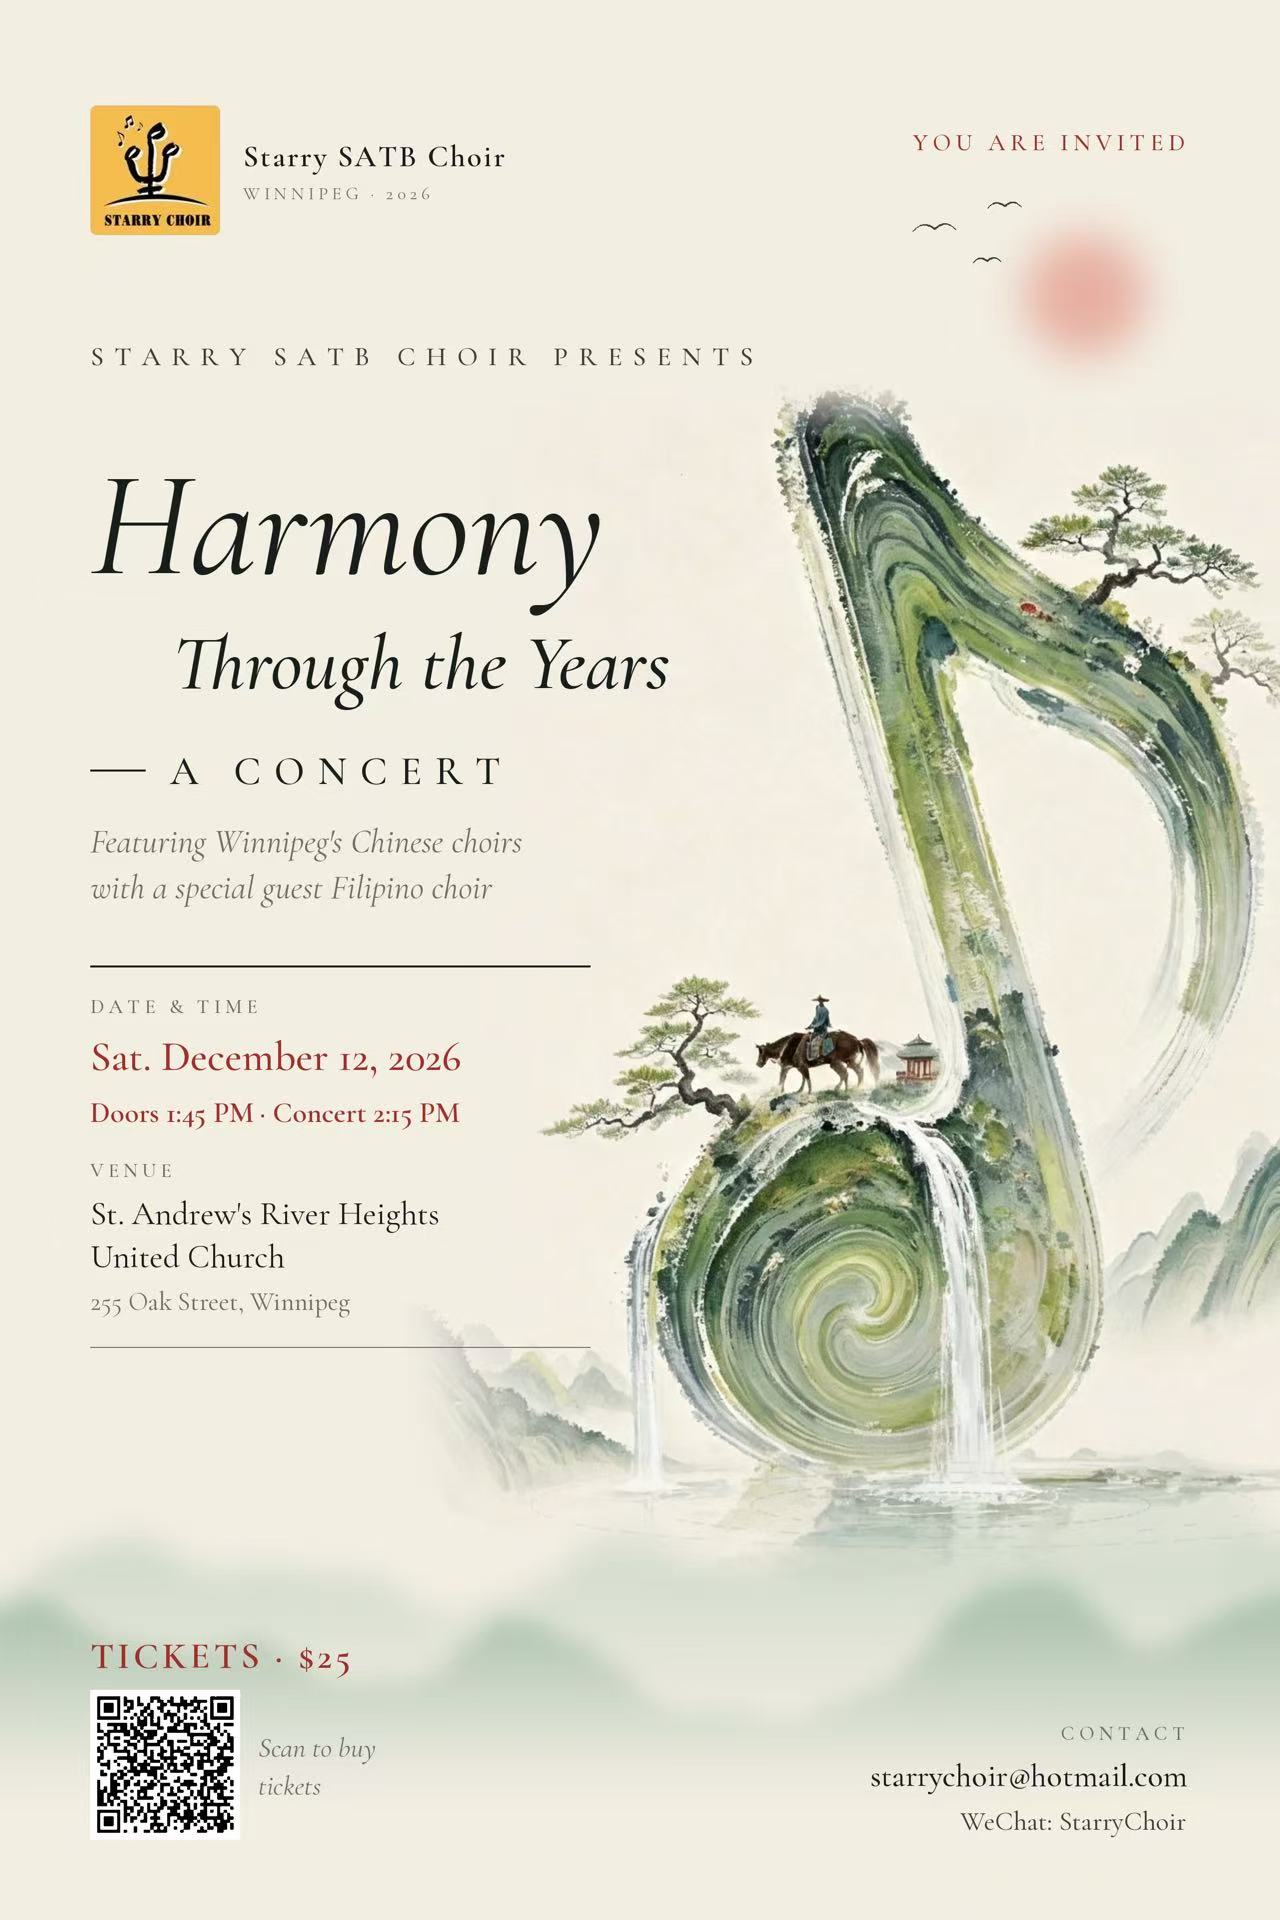 STARRY CHOIR
Starry SATB Choir
WINNIPEG · 2026
YOU ARE INVITED
STARRY SATB CHOIR PRESENTS
Harmony
Through the Years
— A CONCERT
Featuring Winnipeg's Chinese choirs
with a special guest Filipino choir
DATE & TIME
Sat. December 12, 2026
Doors 1:45 PM · Concert 2:15 PM
VENUE
St. Andrew's River Heights
United Church
255 Oak Street, Winnipeg
TICKETS · $25
Scan to buy
tickets
CONTACT
starrychoir@hotmail.com
WeChat: StarryChoir